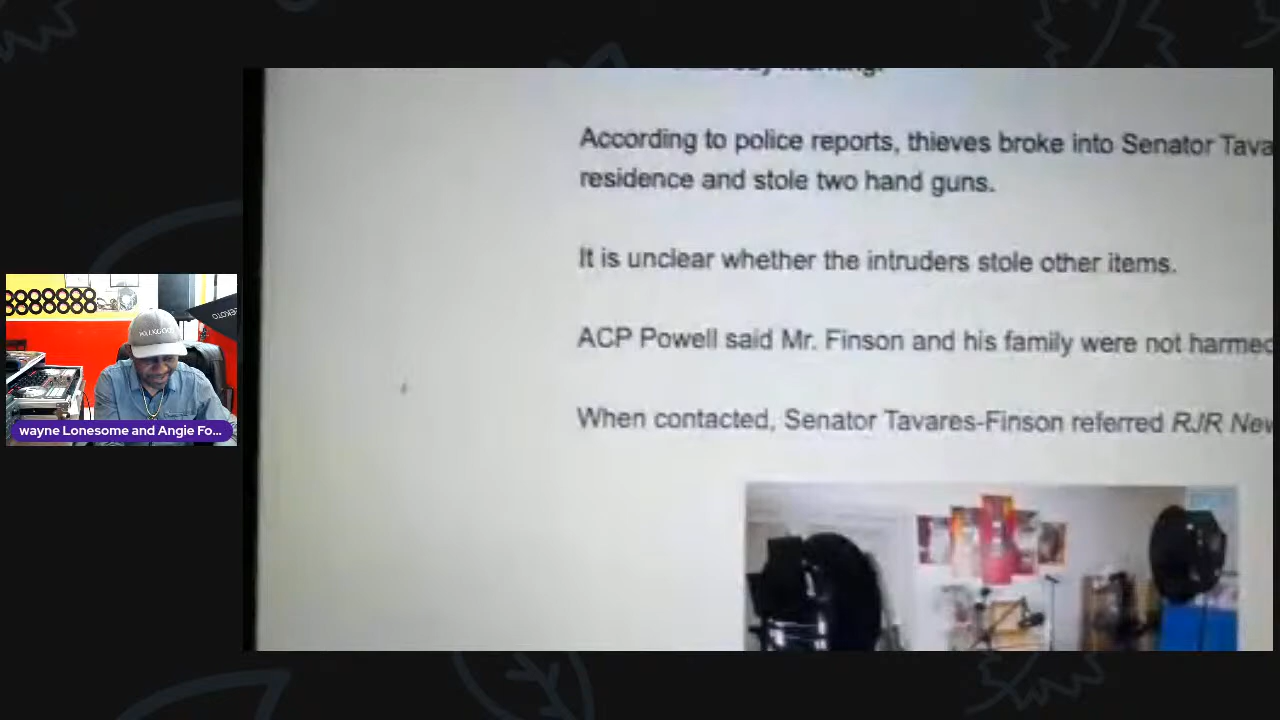 According to police reports, thieves broke into Senator Tava
residence and stole two hand guns.
It is unclear whether the intruders stole other items.
ACP Powell said Mr. Finson and his family were not harmed
When contacted, Senator Tavares-Finson referred RJR New
wayne Lonesome and Angie Fo...